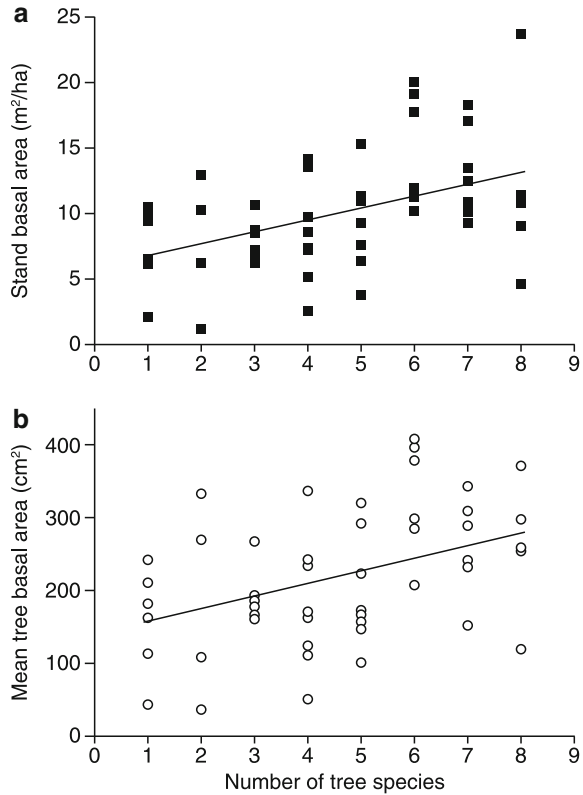 a
Stand basal area (m²/ha)
25
20
15
10
5
0
0 1 2 3 4 5 6 7 8 9
b
Mean tree basal area (cm²)
400
300
200
100
0
0 1 2 3 4 5 6 7 8 9
Number of tree species